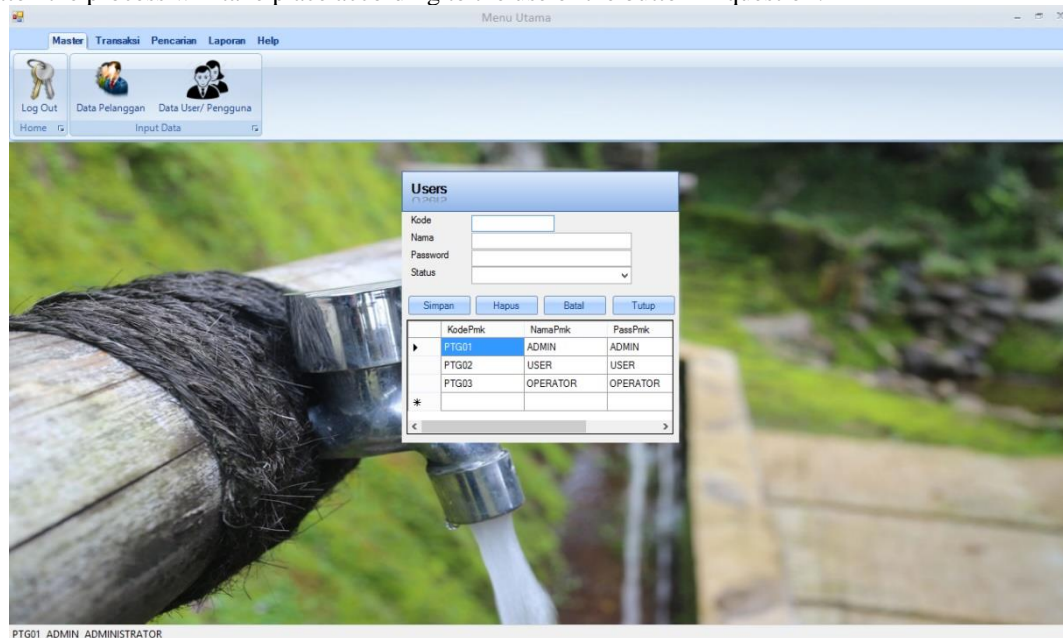 Menu Utama
Master Transaksi Pencarian Laporan Help
Log Out Data Pelanggan Data User/ Pengguna
Home Input Data
Users
Kode
Nama
Password
Status
Simpan Hapus Batal Tutup
KodePmk NamaPmk PassPmk
PTG01 ADMIN ADMIN
PTG02 USER USER
PTG03 OPERATOR OPERATOR
PTG01 ADMIN ADMINISTRATOR